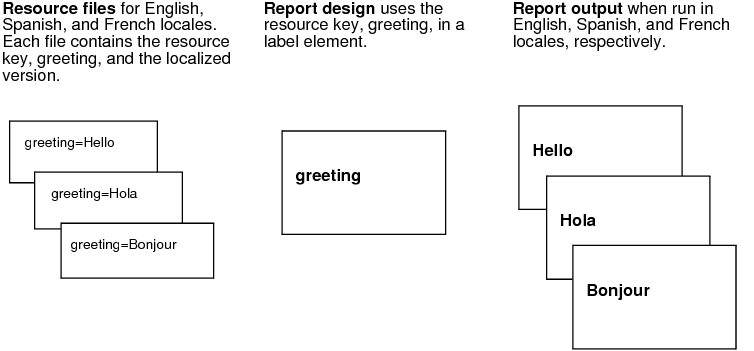 Resource files for English,
Spanish, and French locales.
Each file contains the resource
key, greeting, and the localized
version.
greeting=Hello
greeting=Hola
greeting=Bonjour
Report design uses the
resource key, greeting, in a
label element.
greeting
Report output when run in
English, Spanish, and French
locales, respectively.
Hello
Hola
Bonjour